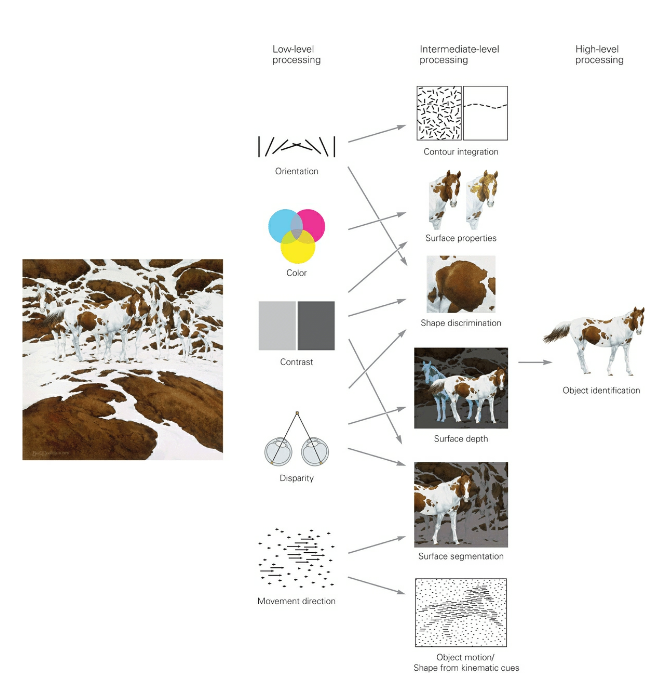 Low-level
processing
Intermediate-level
processing
High-level
processing
Orientation
Contour integration
Color
Surface properties
Contrast
Shape discrimination
Object identification
Disparity
Surface depth
Movement direction
Surface segmentation
Object motion/
Shape from kinematic cues